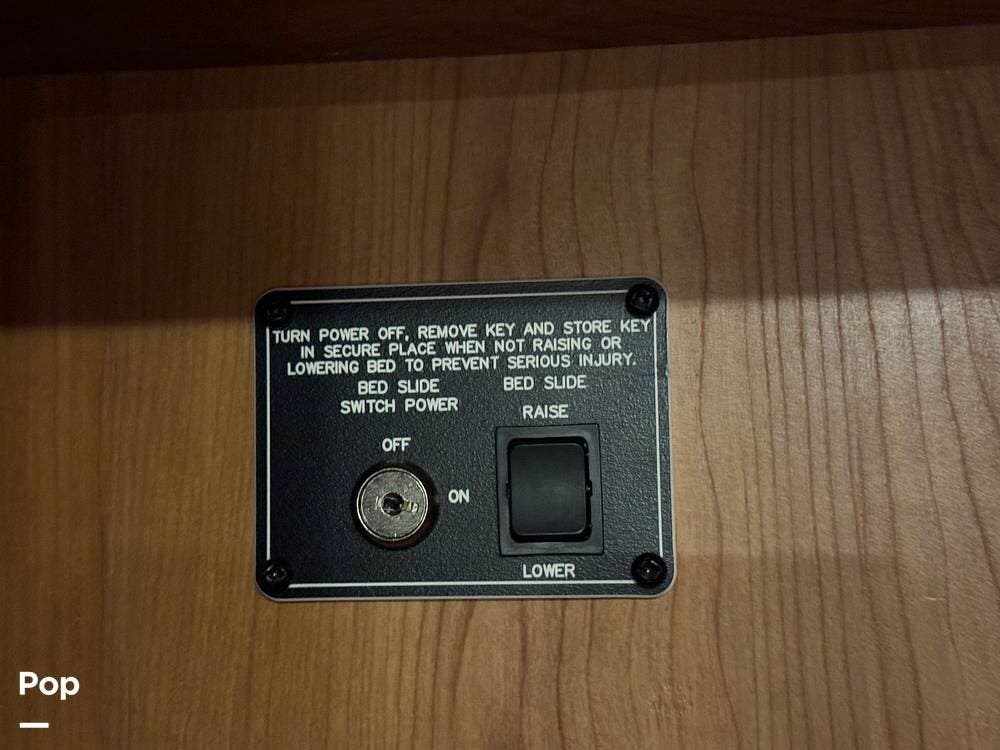 TURN POWER OFF, REMOVE KEY AND STORE KEY
IN SECURE PLACE WHEN NOT RAISING OR
LOWERING BED TO PREVENT SERIOUS INJURY.
BED SLIDE
SWITCH POWER
OFF
ON
BED SLIDE
RAISE
LOWER
Pop